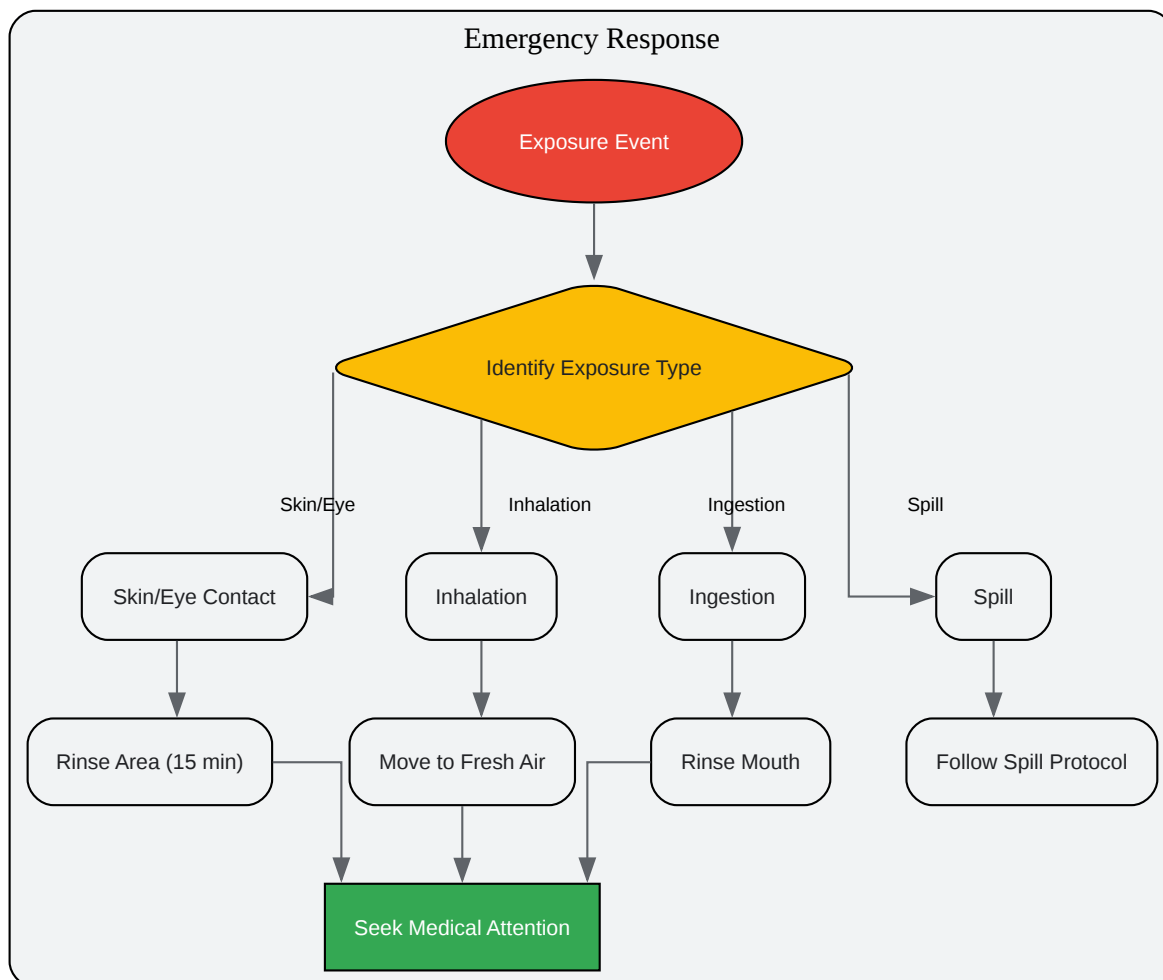 Emergency Response
Exposure Event
Identify Exposure Type
Skin/Eye
Inhalation
Ingestion
Spill
Skin/Eye Contact
Inhalation
Ingestion
Spill
Rinse Area (15 min)
Move to Fresh Air
Rinse Mouth
Follow Spill Protocol
Seek Medical Attention